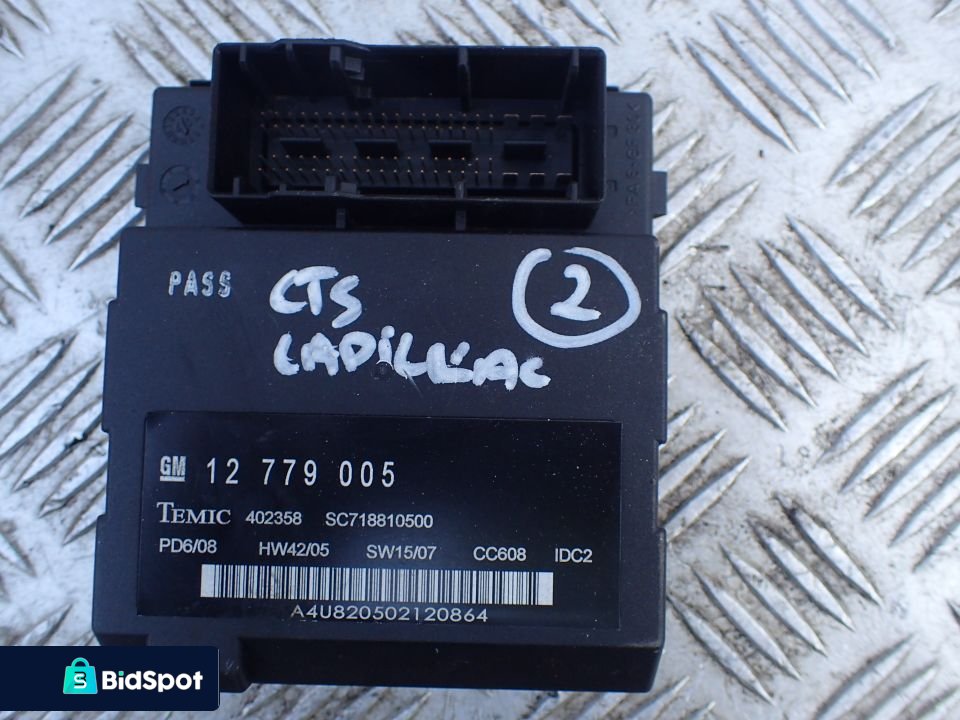 PASS
CTS
CADILLAC
2
GM 12 779 005
TEMIC 402358 SC718810500
PD6/08 HW42/05 SW15/07 CC608 IDC2
A4U820502120864
BidSpot